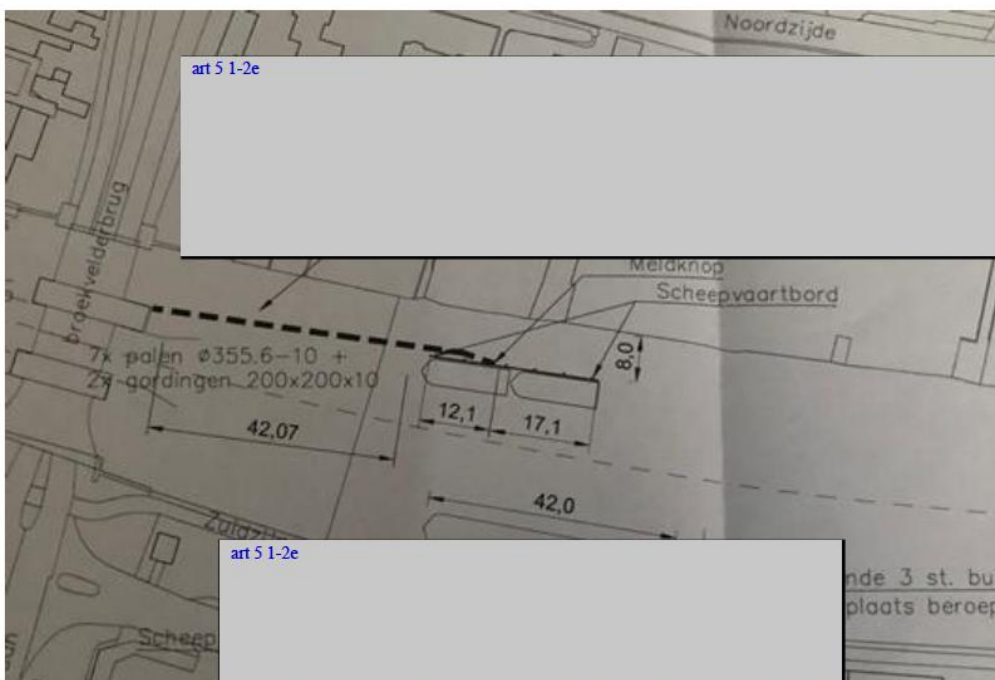 Noordzijde
art 5 1-2e
broekvelderbrug
Meldknop
Scheepvaartbord
7x palen ø355.6-10 +
2x gordingen 200x200x10
8,0
12,1
17,1
42,07
42,0
art 5 1-2e
nde 3 st. bu
plaats beroep
Scheep